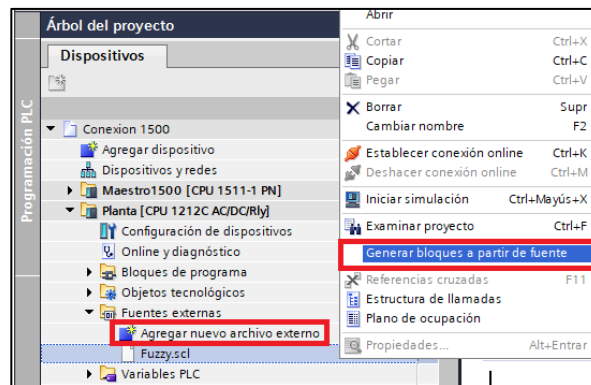 Programación PLC
Árbol del proyecto
Dispositivos
Conexion 1500
Agregar dispositivo
Dispositivos y redes
Maestro1500 [CPU 1511-1 PN]
Planta [CPU 1212C AC/DC/Rly]
Configuración de dispositivos
Online y diagnóstico
Bloques de programa
Objetos tecnológicos
Fuentes externas
Agregar nuevo archivo externo
Fuzzy.scl
Variables PLC
Abrir
Cortar Ctrl+X
Copiar Ctrl+C
Pegar Ctrl+V
Borrar Supr
Cambiar nombre F2
Establecer conexión online Ctrl+K
Deshacer conexión online Ctrl+M
Iniciar simulación Ctrl+Mayús+X
Examinar proyecto Ctrl+F
Generar bloques a partir de fuente
Referencias cruzadas F11
Estructura de llamadas
Plano de ocupación
Propiedades... Alt+Entrar